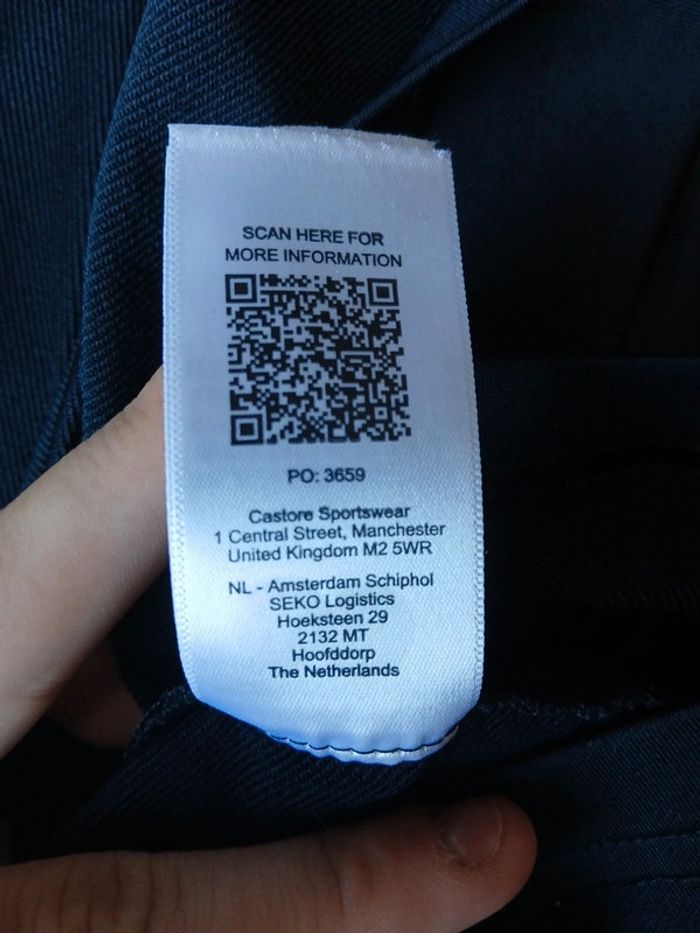 SCAN HERE FOR
MORE INFORMATION
PO: 3659
Castore Sportswear
1 Central Street, Manchester
United Kingdom M2 5WR
NL - Amsterdam Schiphol
SEKO Logistics
Hoeksteen 29
2132 MT
Hoofddorp
The Netherlands